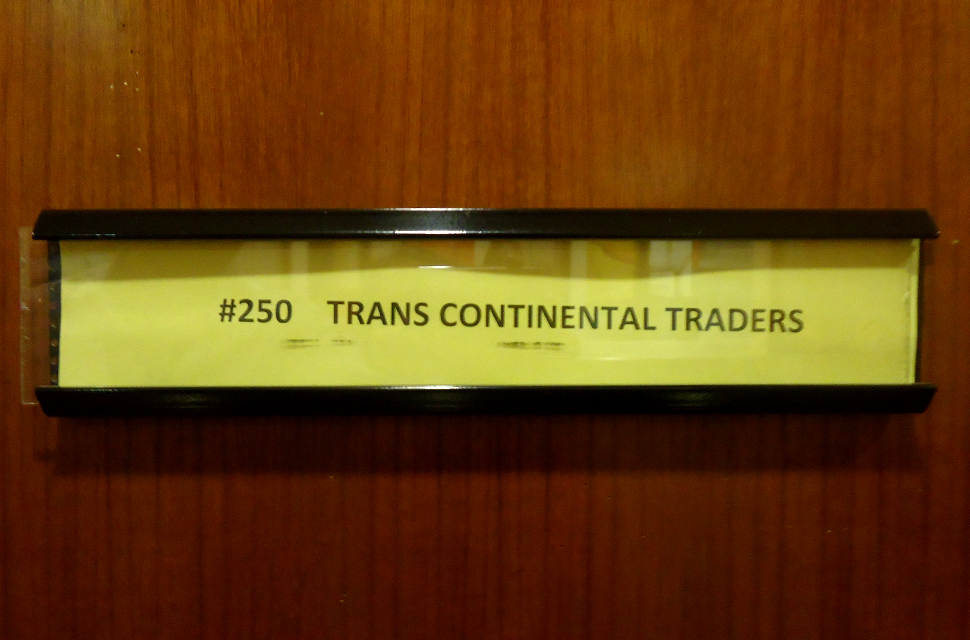 #250 TRANS CONTINENTAL TRADERS